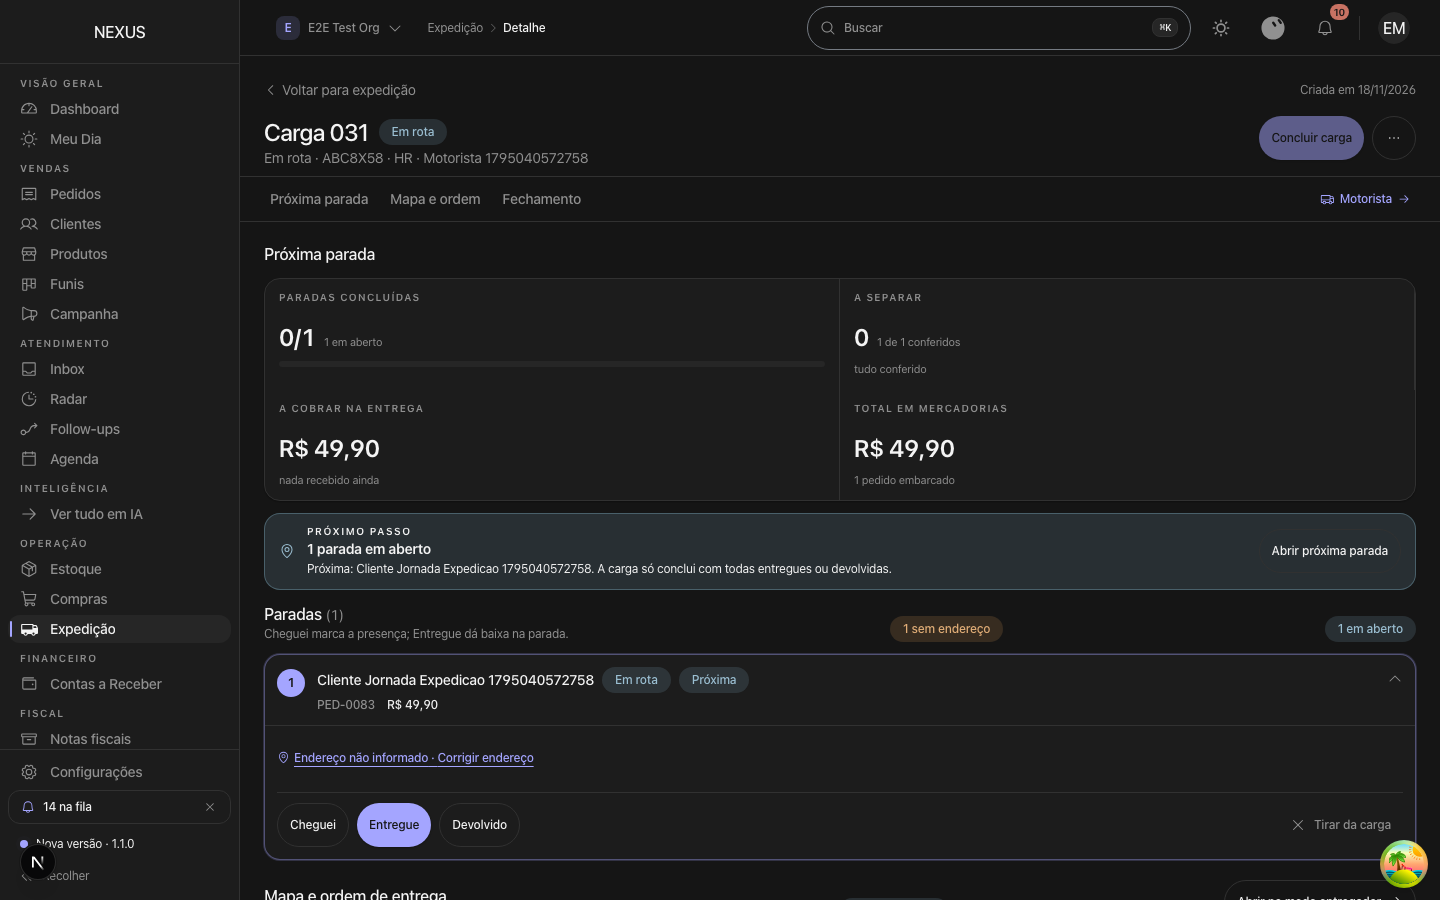 NEXUS
VISÃO GERAL
Dashboard
Meu Dia
VENDAS
Pedidos
Clientes
Produtos
Funis
Campanha
ATENDIMENTO
Inbox
Radar
Follow-ups
Agenda
INTELIGÊNCIA
Ver tudo em IA
OPERAÇÃO
Estoque
Compras
Expedição
FINANCEIRO
Contas a Receber
FISCAL
Notas fiscais
Configurações
14 na fila
Nova versão · 1.1.0
N
ecolher
E E2E Test Org
Expedição Detalhe
Buscar ⌘K
10
EM
Voltar para expedição
Criada em 18/11/2026
Carga 031 Em rota
Em rota · ABC8X58 · HR · Motorista 1795040572758
Concluir carga ···
Próxima parada Mapa e ordem Fechamento
Motorista →
Próxima parada
PARADAS CONCLUÍDAS
0/1 1 em aberto
A SEPARAR
0 1 de 1 conferidos
tudo conferido
A COBRAR NA ENTREGA
R$ 49,90
nada recebido ainda
TOTAL EM MERCADORIAS
R$ 49,90
1 pedido embarcado
PRÓXIMO PASSO
1 parada em aberto
Próxima: Cliente Jornada Expedicao 1795040572758. A carga só conclui com todas entregues ou devolvidas.
Abrir próxima parada
Paradas (1)
Cheguei marca a presença; Entregue dá baixa na parada.
1 sem endereço
1 em aberto
1 Cliente Jornada Expedicao 1795040572758 Em rota Próxima
PED-0083 R$ 49,90
Endereço não informado · Corrigir endereço
Cheguei Entregue Devolvido
Tirar da carga
Mapa e ordem de entrega
Abrir no modo entregador